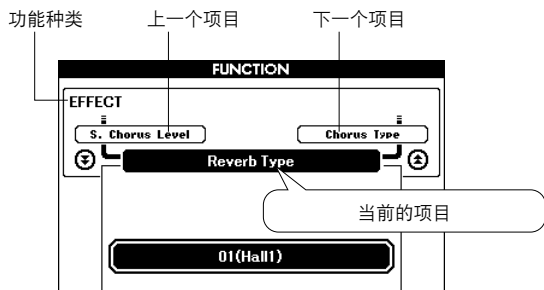 功能种类 上一个项目 下一个项目
FUNCTION
EFFECT
S. Chorus Level Chorus Type
Reverb Type
当前的项目
01(Hall1)